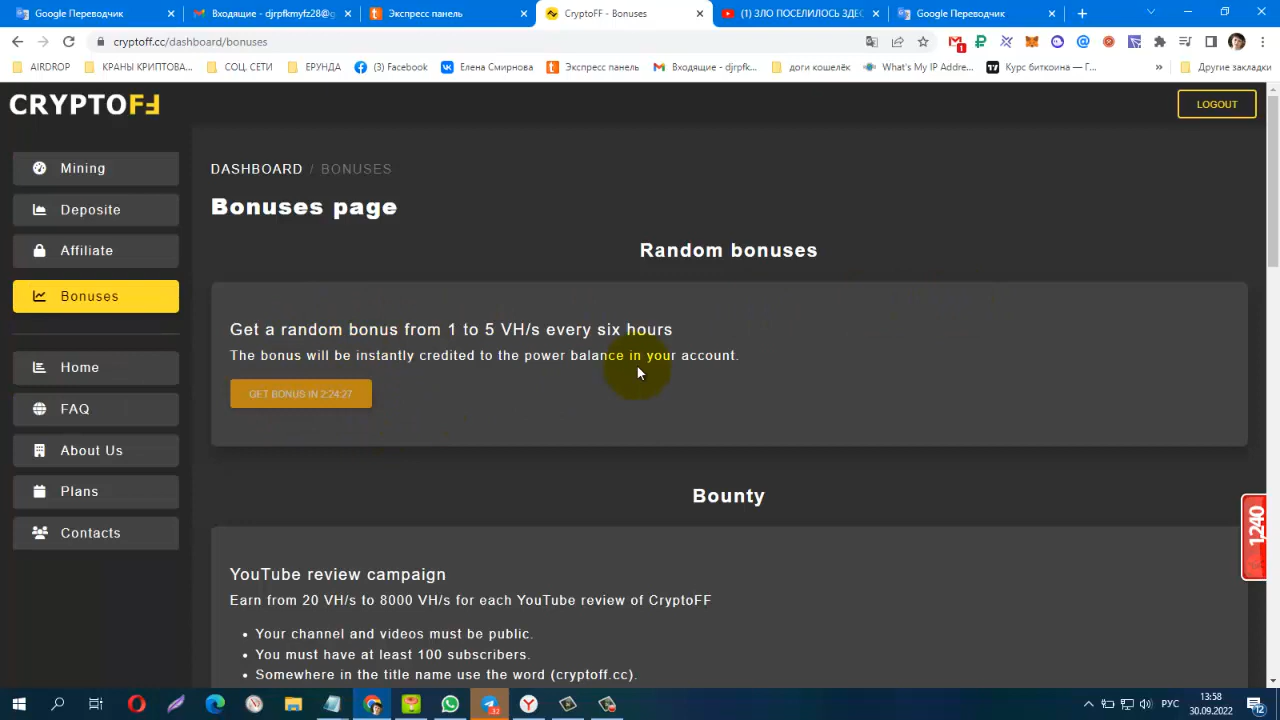 Google Переводчик
Входящие - djrpfkmyfz28@g
Экспресс панель
CryptoFF - Bonuses
(1) ЗЛО ПОСЕЛИЛОСЬ ЗДЕС
Google Переводчик
cryptoff.cc/dashboard/bonuses
1
AIRDROP
КРАНЫ КРИПТОВА...
СОЦ. СЕТИ
ЕРУНДА
(3) Facebook
Елена Смирнова
Экспресс панель
Входящие - djrpfk...
доги кошелёк
What's My IP Addre...
Курс биткоина — Г...
»
Другие закладки
CRYPTOFF
LOGOUT
Mining
Deposite
Affiliate
Bonuses
Home
FAQ
About Us
Plans
Contacts
DASHBOARD / BONUSES
Bonuses page
Random bonuses
Get a random bonus from 1 to 5 VH/s every six hours
The bonus will be instantly credited to the power balance in your account.
GET BONUS IN 2:24:27
Bounty
YouTube review campaign
Earn from 20 VH/s to 8000 VH/s for each YouTube review of CryptoFF
• Your channel and videos must be public.
• You must have at least 100 subscribers.
• Somewhere in the title name use the word (cryptoff.cc).
1,240
32
РУС
13:58
30.09.2022
12